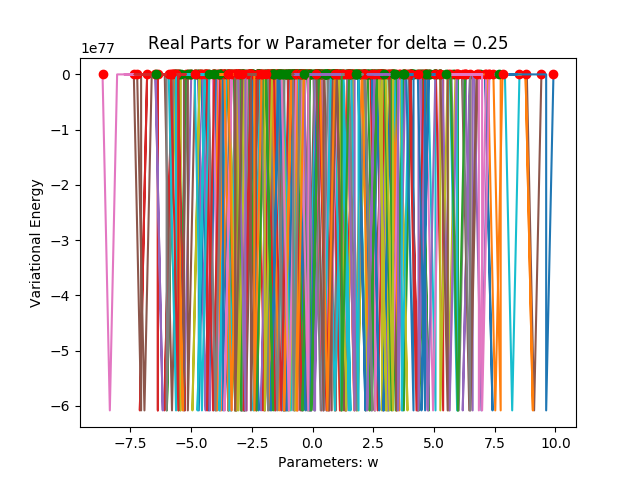 Real Parts for w Parameter for delta = 0.25
1e77
0
−1
−2
−3
−4
−5
−6
Variational Energy
−7.5 −5.0 −2.5 0.0 2.5 5.0 7.5 10.0
Parameters: w